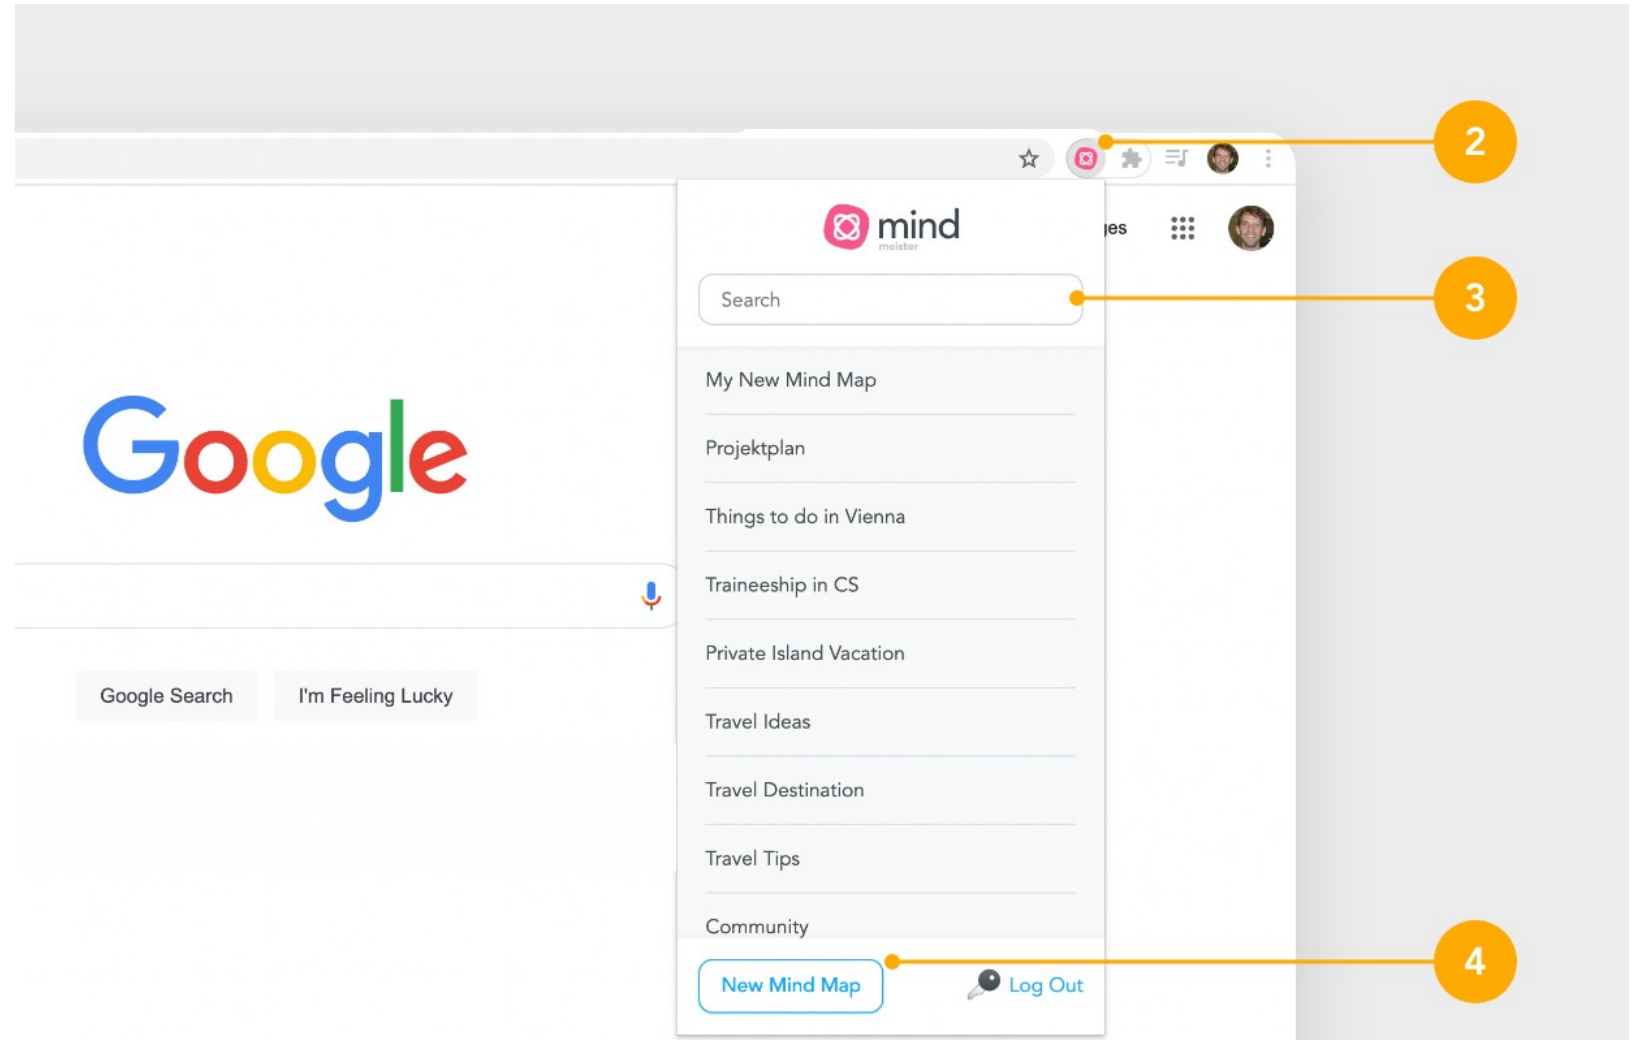 2
mind
meister
ges
Search
3
My New Mind Map
Projektplan
Google
Things to do in Vienna
Traineeship in CS
Private Island Vacation
Google Search
I'm Feeling Lucky
Travel Ideas
Travel Destination
Travel Tips
Community
4
New Mind Map
Log Out